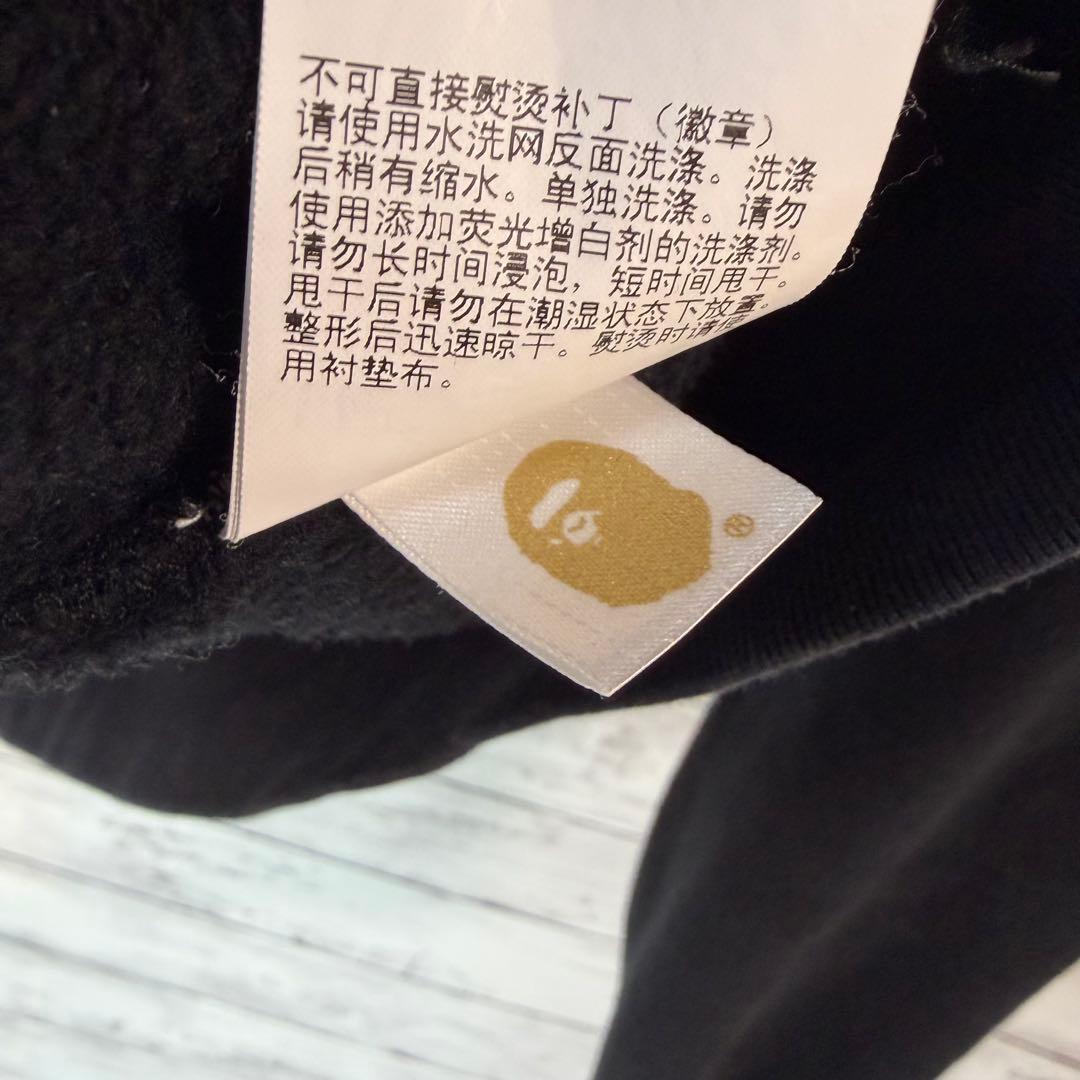 不可直接熨烫补丁（徽章）
请使用水洗网反面洗涤。洗涤
后稍有缩水。单独洗涤。请勿
使用添加荧光增白剂的洗涤剂。
请勿长时间浸泡，短时间甩干。
甩干后请勿在潮湿状态下放置。
整形后迅速晾干。熨烫时请使
用衬垫布。
®